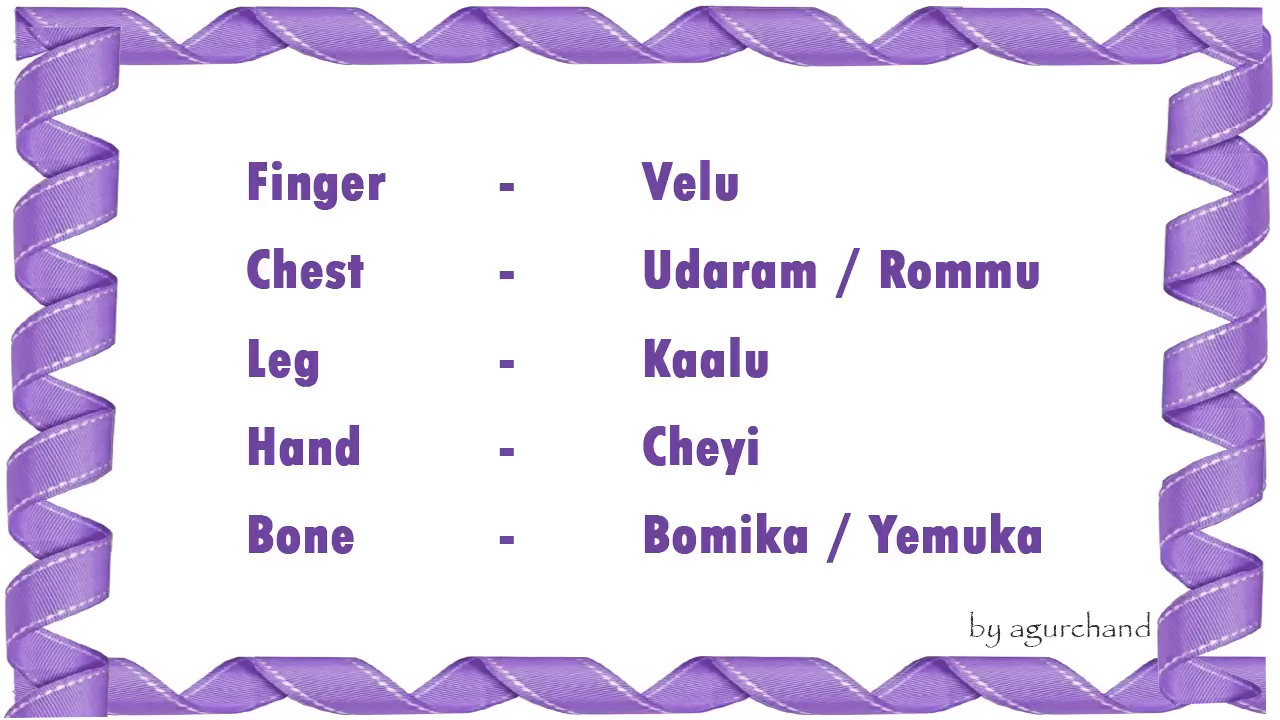 Finger - Velu
Chest - Udaram / Rommu
Leg - Kaalu
Hand - Cheyi
Bone - Bomika / Yemuka
by agurchand